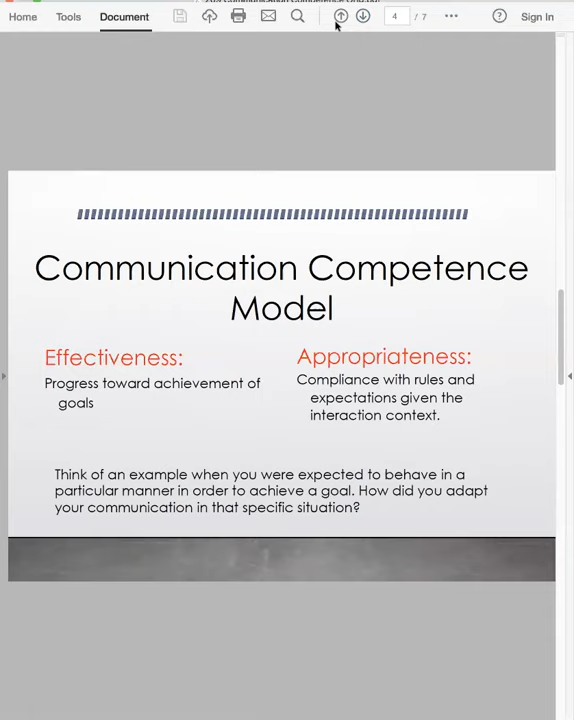 Home Tools Document 4 / 7 Sign In
Communication Competence
Model
Effectiveness:
Progress toward achievement of
goals
Appropriateness:
Compliance with rules and
expectations given the
interaction context.
Think of an example when you were expected to behave in a
particular manner in order to achieve a goal. How did you adapt
your communication in that specific situation?